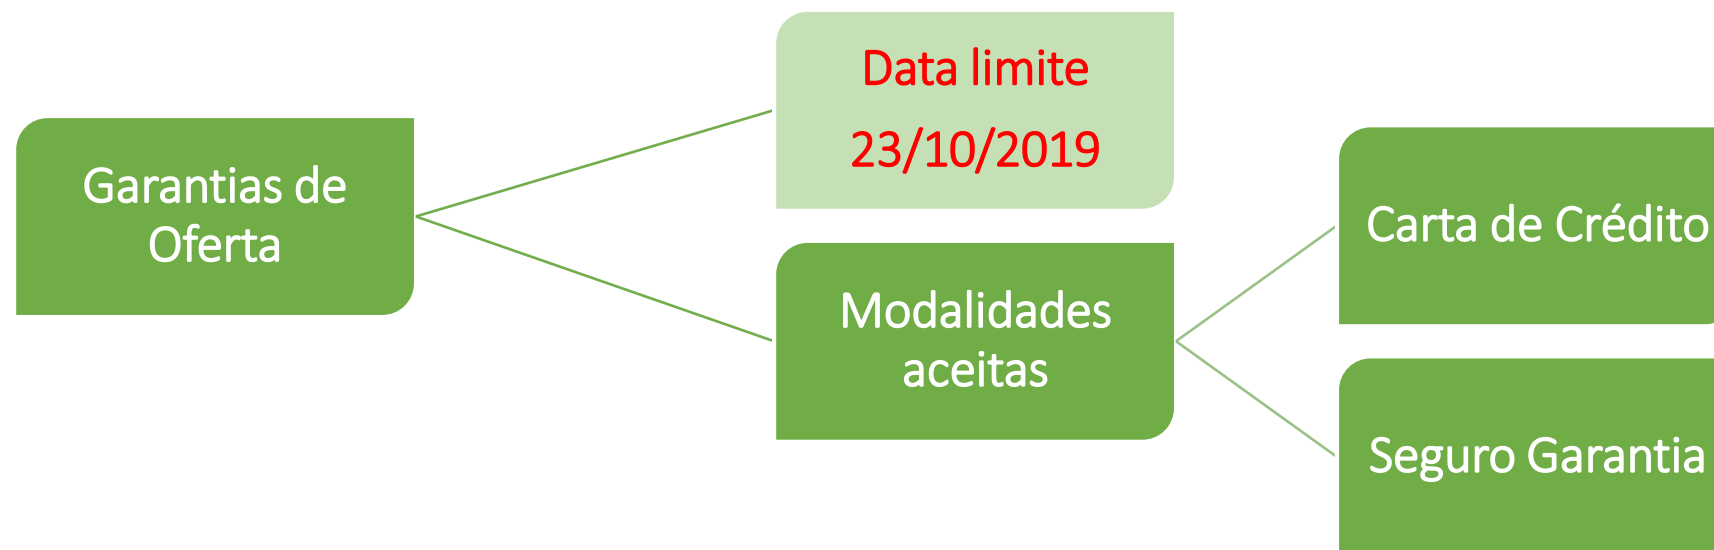 Garantias de
Oferta
Data limite
23/10/2019
Modalidades
aceitas
Carta de Crédito
Seguro Garantia